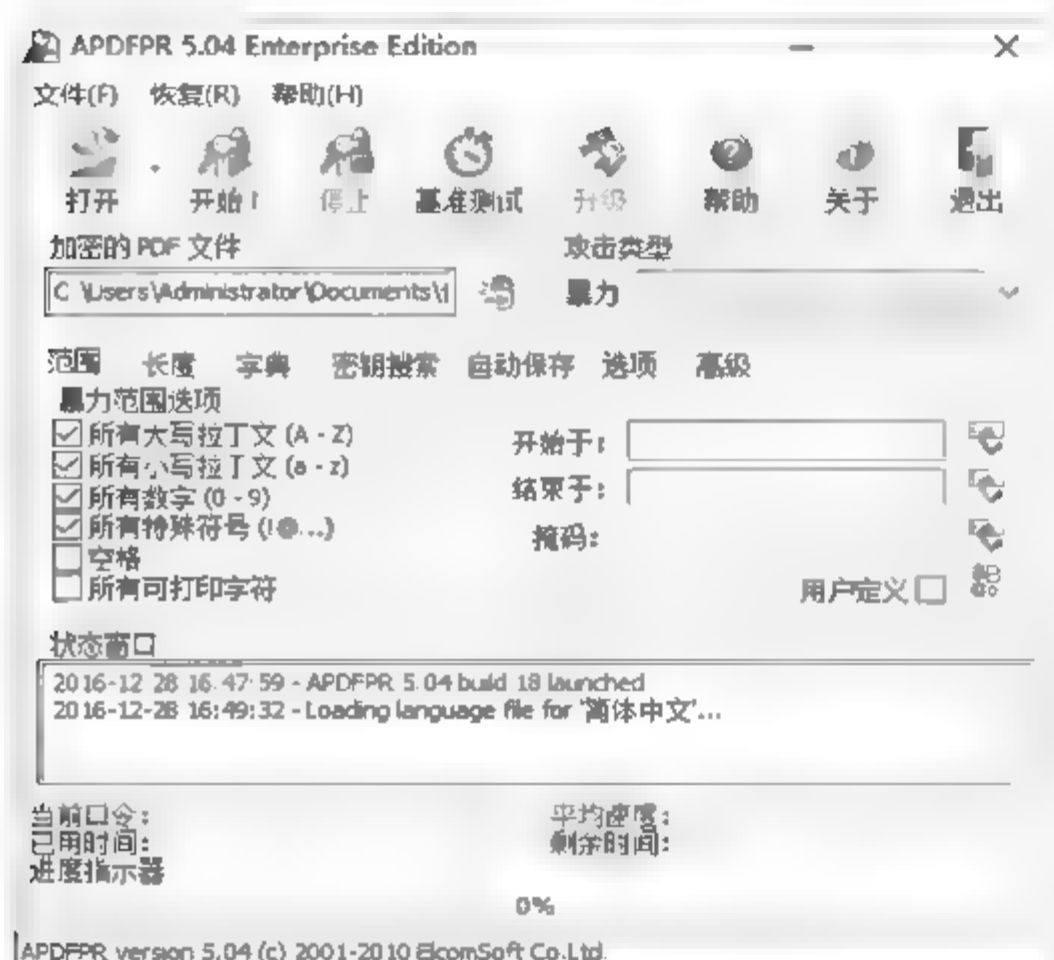 APDFPR 5.04 Enterprise Edition
文件(F) 恢复(R) 帮助(H)
打开 开始! 停止 基准测试 升级 帮助 关于 退出
加密的 PDF 文件 攻击类型
C:\Users\Administrator\Documents\ 暴力
范围 长度 字典 密钥搜索 自动保存 选项 高级
暴力范围选项
所有大写拉丁文 (A - Z) 开始于:
所有小写拉丁文 (a - z)
所有数字 (0 - 9) 结束于:
所有特殊符号 (!@...) 掩码:
空格
所有可打印字符 用户定义
状态窗口
2016-12-28 16:47:59 - APDFPR 5.04 build 18 launched
2016-12-28 16:49:32 - Loading language file for '简体中文'...
当前口令: 平均速度:
已用时间: 剩余时间:
进度指示器
0%
APDFPR version 5.04 (c) 2001-2010 ElcomSoft Co.Ltd.